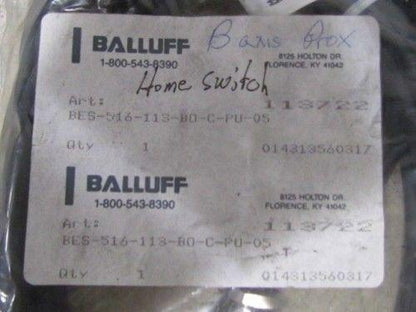 BALLUFF B axis Prox
1-800-543-8390 8125 HOLTON DR.
FLORENCE, KY 41042
Home Switch
Art: 113722
BES-516-113-BO-C-PU-05
Qty 1 014313560317
BALLUFF
1-800-543-8390 8125 HOLTON DR.
FLORENCE, KY 41042
Art: 113722
BES-516-113-BO-C-PU-05
Qty 1 014313560317